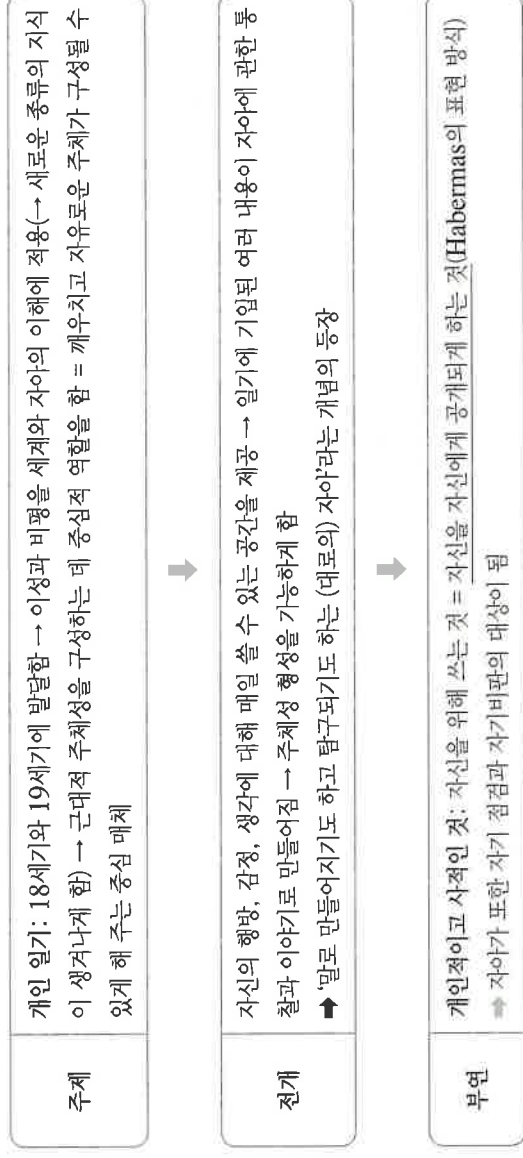 주제
개인 일기: 18세기와 19세기에 발달함 → 이성과 비평을 세계와 자아의 이해에 적용(→ 새로운 종류의 지식
이 생겨나게 함) → 근대적 주체성을 구성하는 데 중심적 역할을 함 = 깨우치고 자유로운 주체가 구성될 수
있게 해 주는 중심 매체
전개
자신의 행방, 감정, 생각에 대해 매일 쓸 수 있는 공간을 제공 → 일기에 기입된 여러 내용이 자아에 관한 통
찰과 이야기로 만들어짐 → 주체성 형성을 가능하게 함
➡ '말로 만들어지기도 하고 탐구되기도 하는 (대로의) 자아'라는 개념의 등장
부연
개인적이고 사적인 것: 자신을 위해 쓰는 것 = 자신을 자신에게 공개되게 하는 것(Habermas의 표현 방식)
➡ 자아가 또한 자기 점검과 자기비판의 대상이 됨